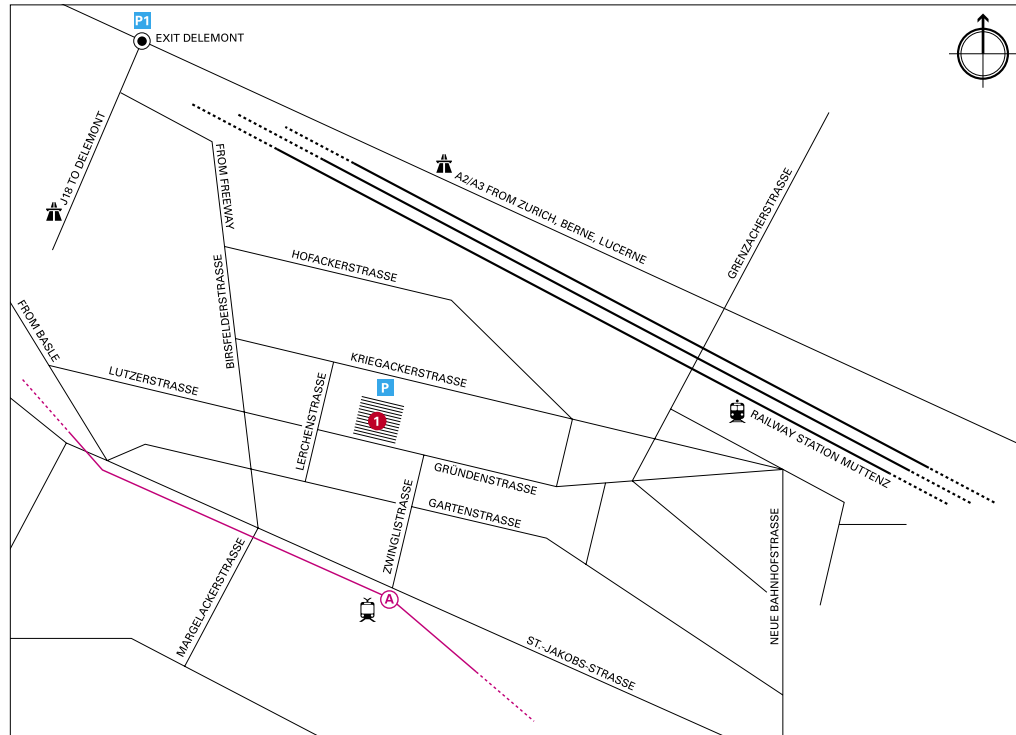 P1
EXIT DELEMONT
J18 TO DELEMONT
FROM FREEWAY
A2/A3 FROM ZURICH, BERNE, LUCERNE
GRENZACHERSTRASSE
HOFACKERSTRASSE
BIRSFELDERSTRASSE
FROM BASLE
LUTZERSTRASSE
KRIEGACKERSTRASSE
P
1
LERCHENSTRASSE
RAILWAY STATION MUTTENZ
GRÜNDENSTRASSE
GARTENSTRASSE
ZWINGLISTRASSE
NEUE BAHNHOFSTRASSE
MARGELACKERSTRASSE
A
ST.-JAKOBS-STRASSE